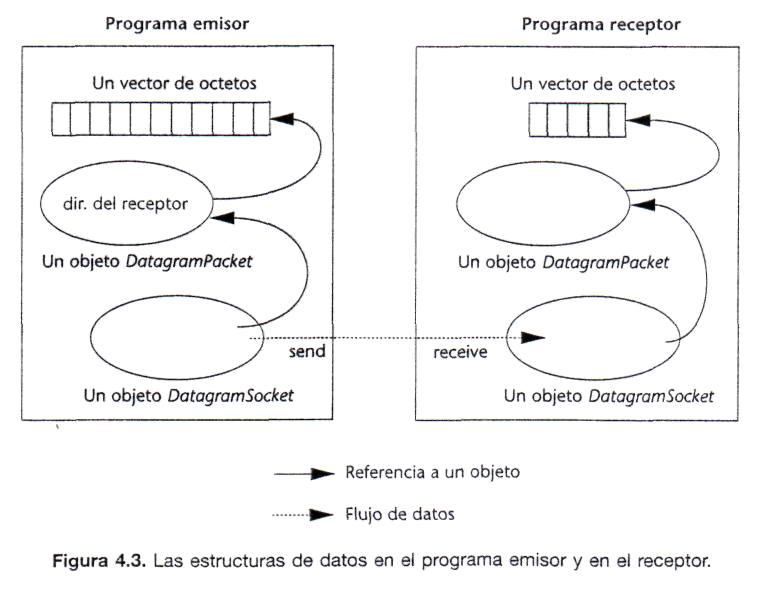 Programa emisor
Programa receptor
Un vector de octetos
Un vector de octetos
dir. del receptor
Un objeto DatagramPacket
Un objeto DatagramPacket
send
receive
Un objeto DatagramSocket
Un objeto DatagramSocket
Referencia a un objeto
Flujo de datos
Figura 4.3. Las estructuras de datos en el programa emisor y en el receptor.